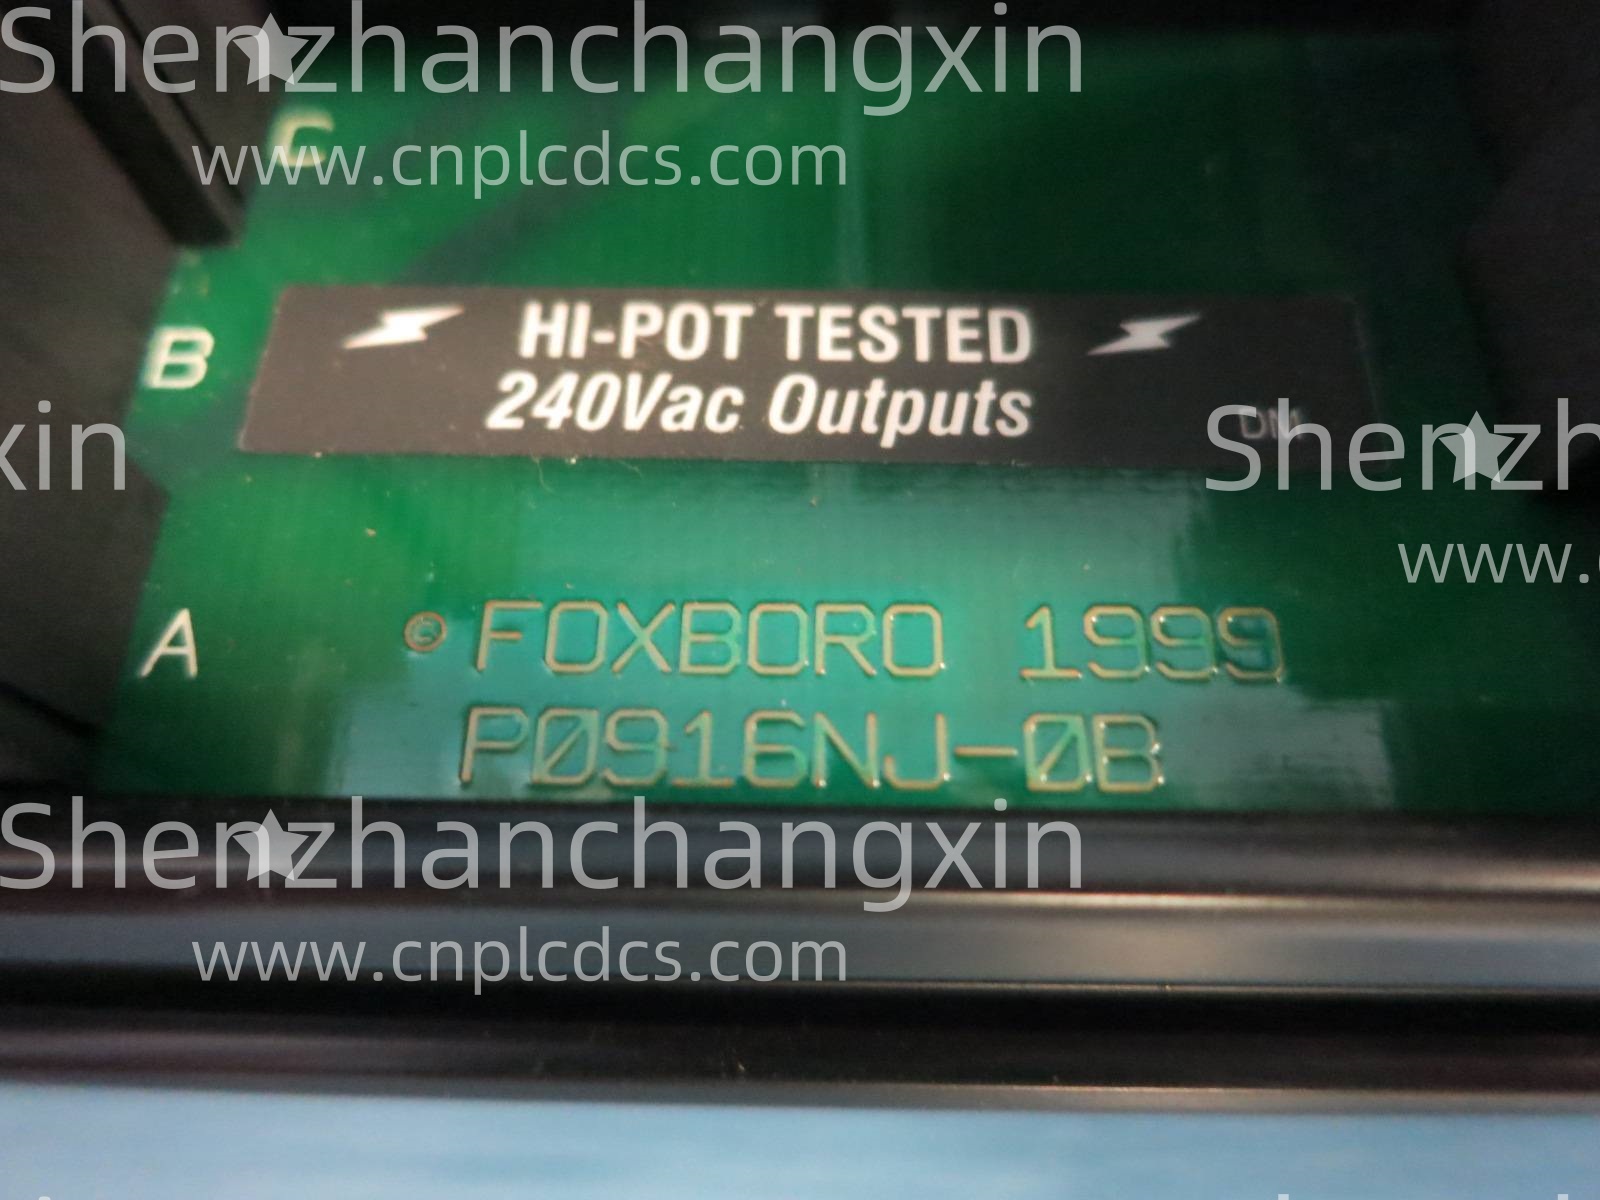 Shenzhanchangxin
C
www.cnplcdcs.com
HI-POT TESTED
B
240Vac Outputs
DM
xin
Shenzh
www.c
A
© FOXBORO 1999
P0916NJ-0B
Shenzhanchangxin
www.cnplcdcs.com